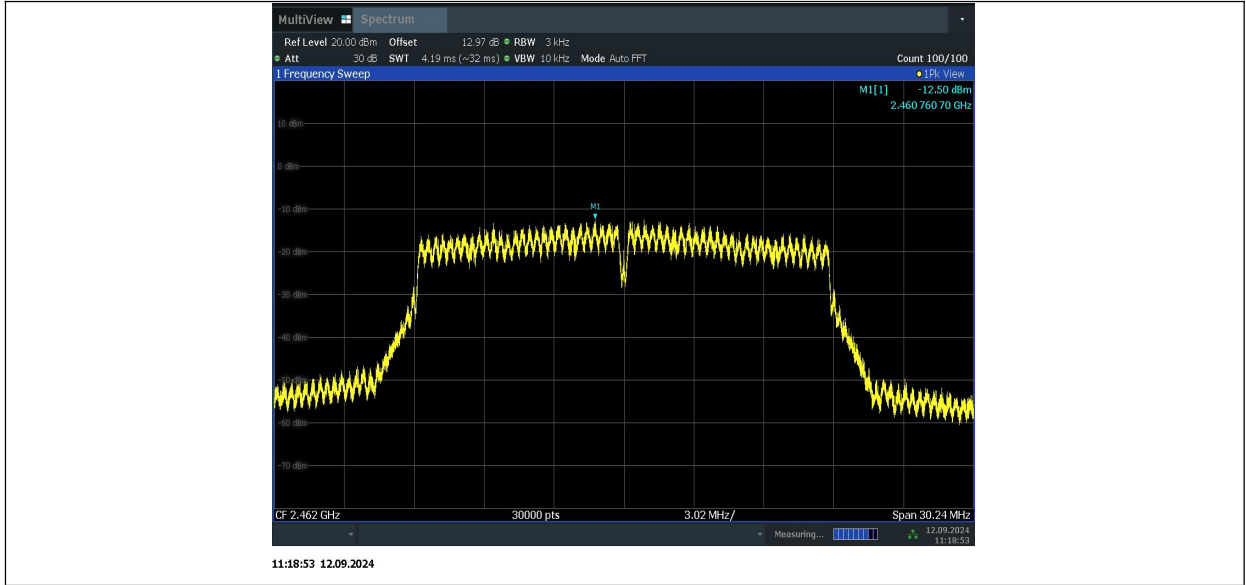 MultiView Spectrum
Ref Level 20.00 dBm Offset 12.97 dB RBW 3 kHz
Att 30 dB SWT 4.19 ms (~32 ms) VBW 10 kHz Mode Auto FFT Count 100/100
1 Frequency Sweep 1Pk View
M1[1] -12.50 dBm
2.460 760 70 GHz
10 dBm
0 dBm
-10 dBm
M1
-20 dBm
-30 dBm
-40 dBm
-50 dBm
-60 dBm
-70 dBm
CF 2.462 GHz 30000 pts 3.02 MHz/ Span 30.24 MHz
Measuring... 12.09.2024
11:18:53
11:18:53 12.09.2024